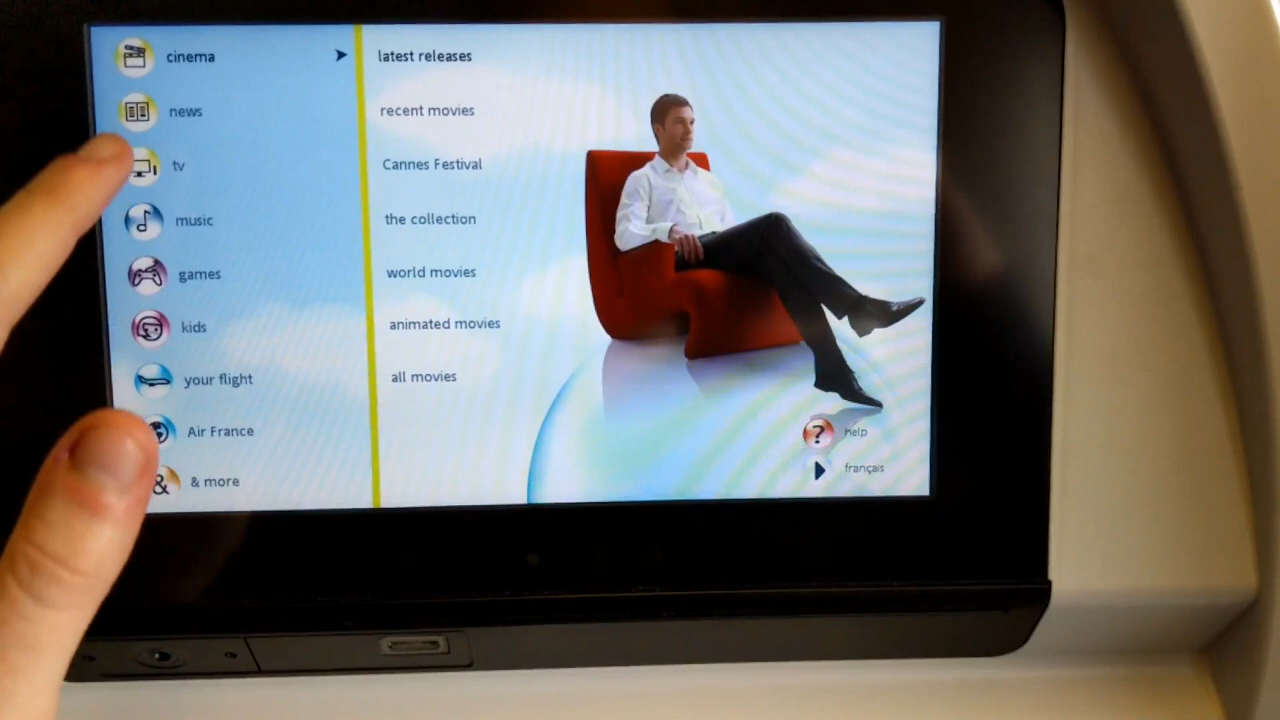 cinema
news
tv
music
games
kids
your flight
Air France
& more
latest releases
recent movies
Cannes Festival
the collection
world movies
animated movies
all movies
? help
français